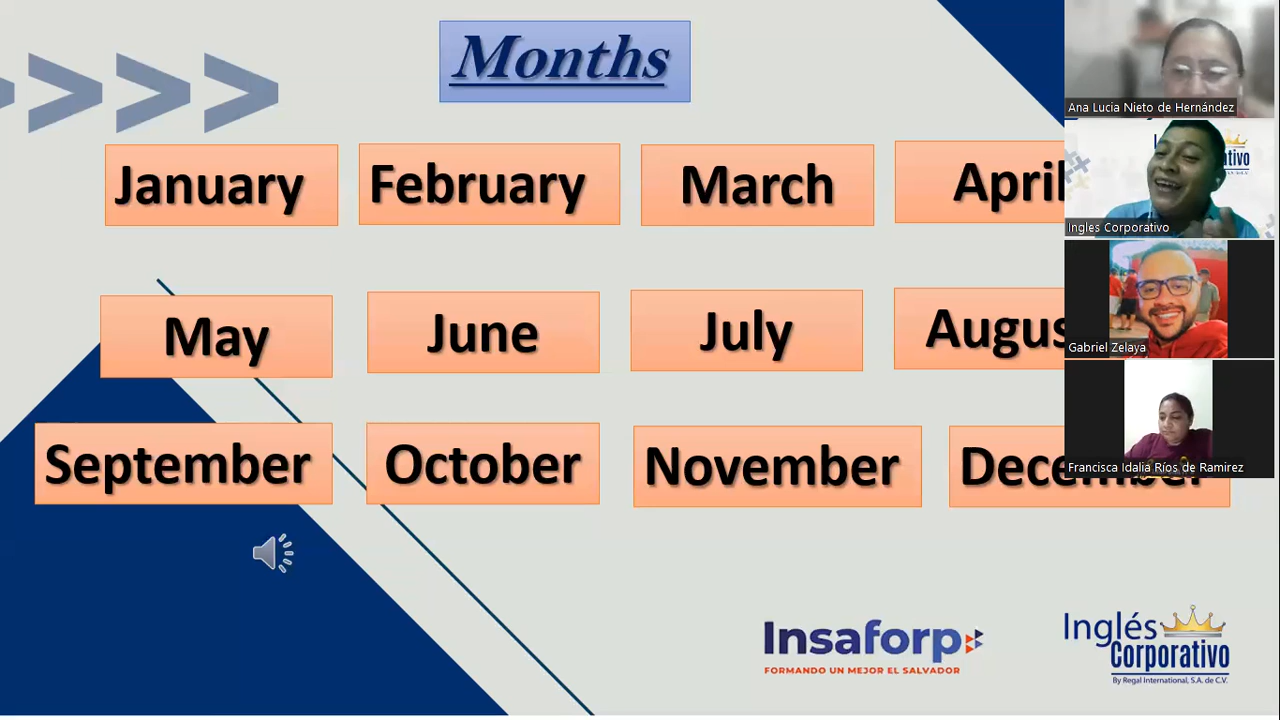 Months
January February March April
May June July Augus
September October November December
Insaforp
FORMANDO UN MEJOR EL SALVADOR
Inglés
Corporativo
By Regal International, S.A. de C.V.
Ana Lucia Nieto de Hernández
Ingles Corporativo
Gabriel Zelaya
Francisca Idalia Ríos de Ramirez